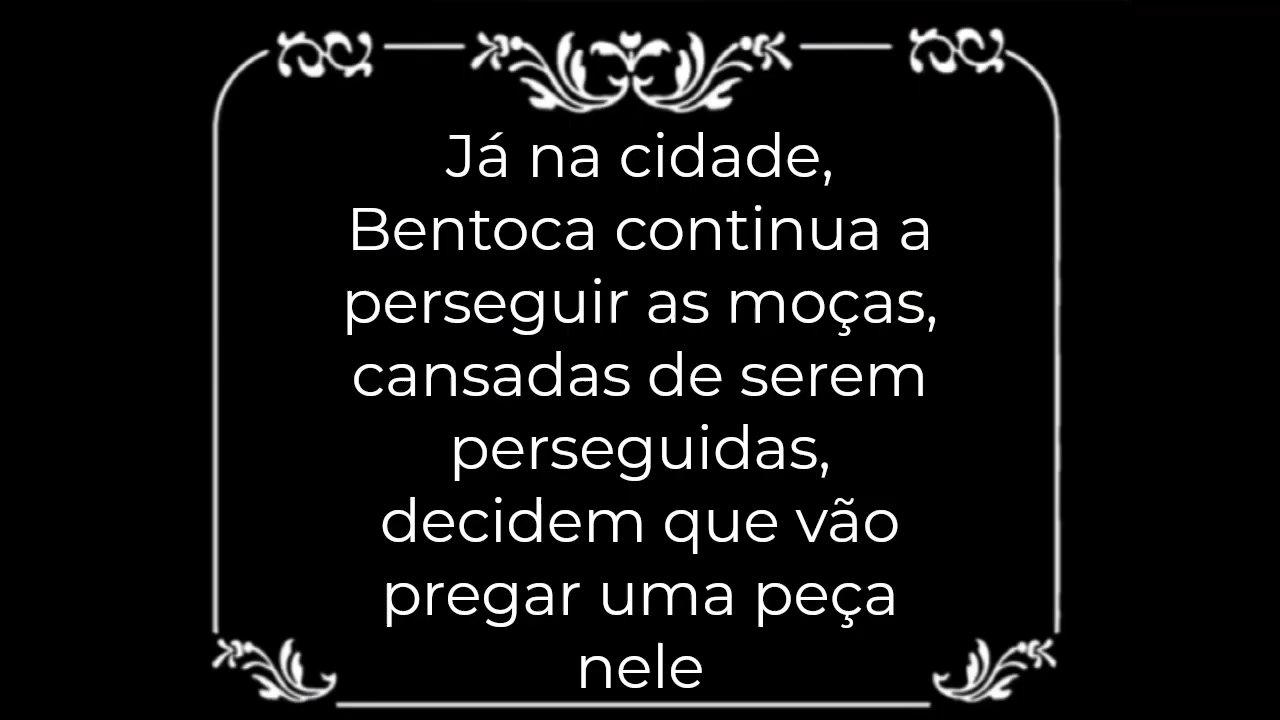 Já na cidade,
Bentoca continua a
perseguir as moças,
cansadas de serem
perseguidas,
decidem que vão
pregar uma peça
nele